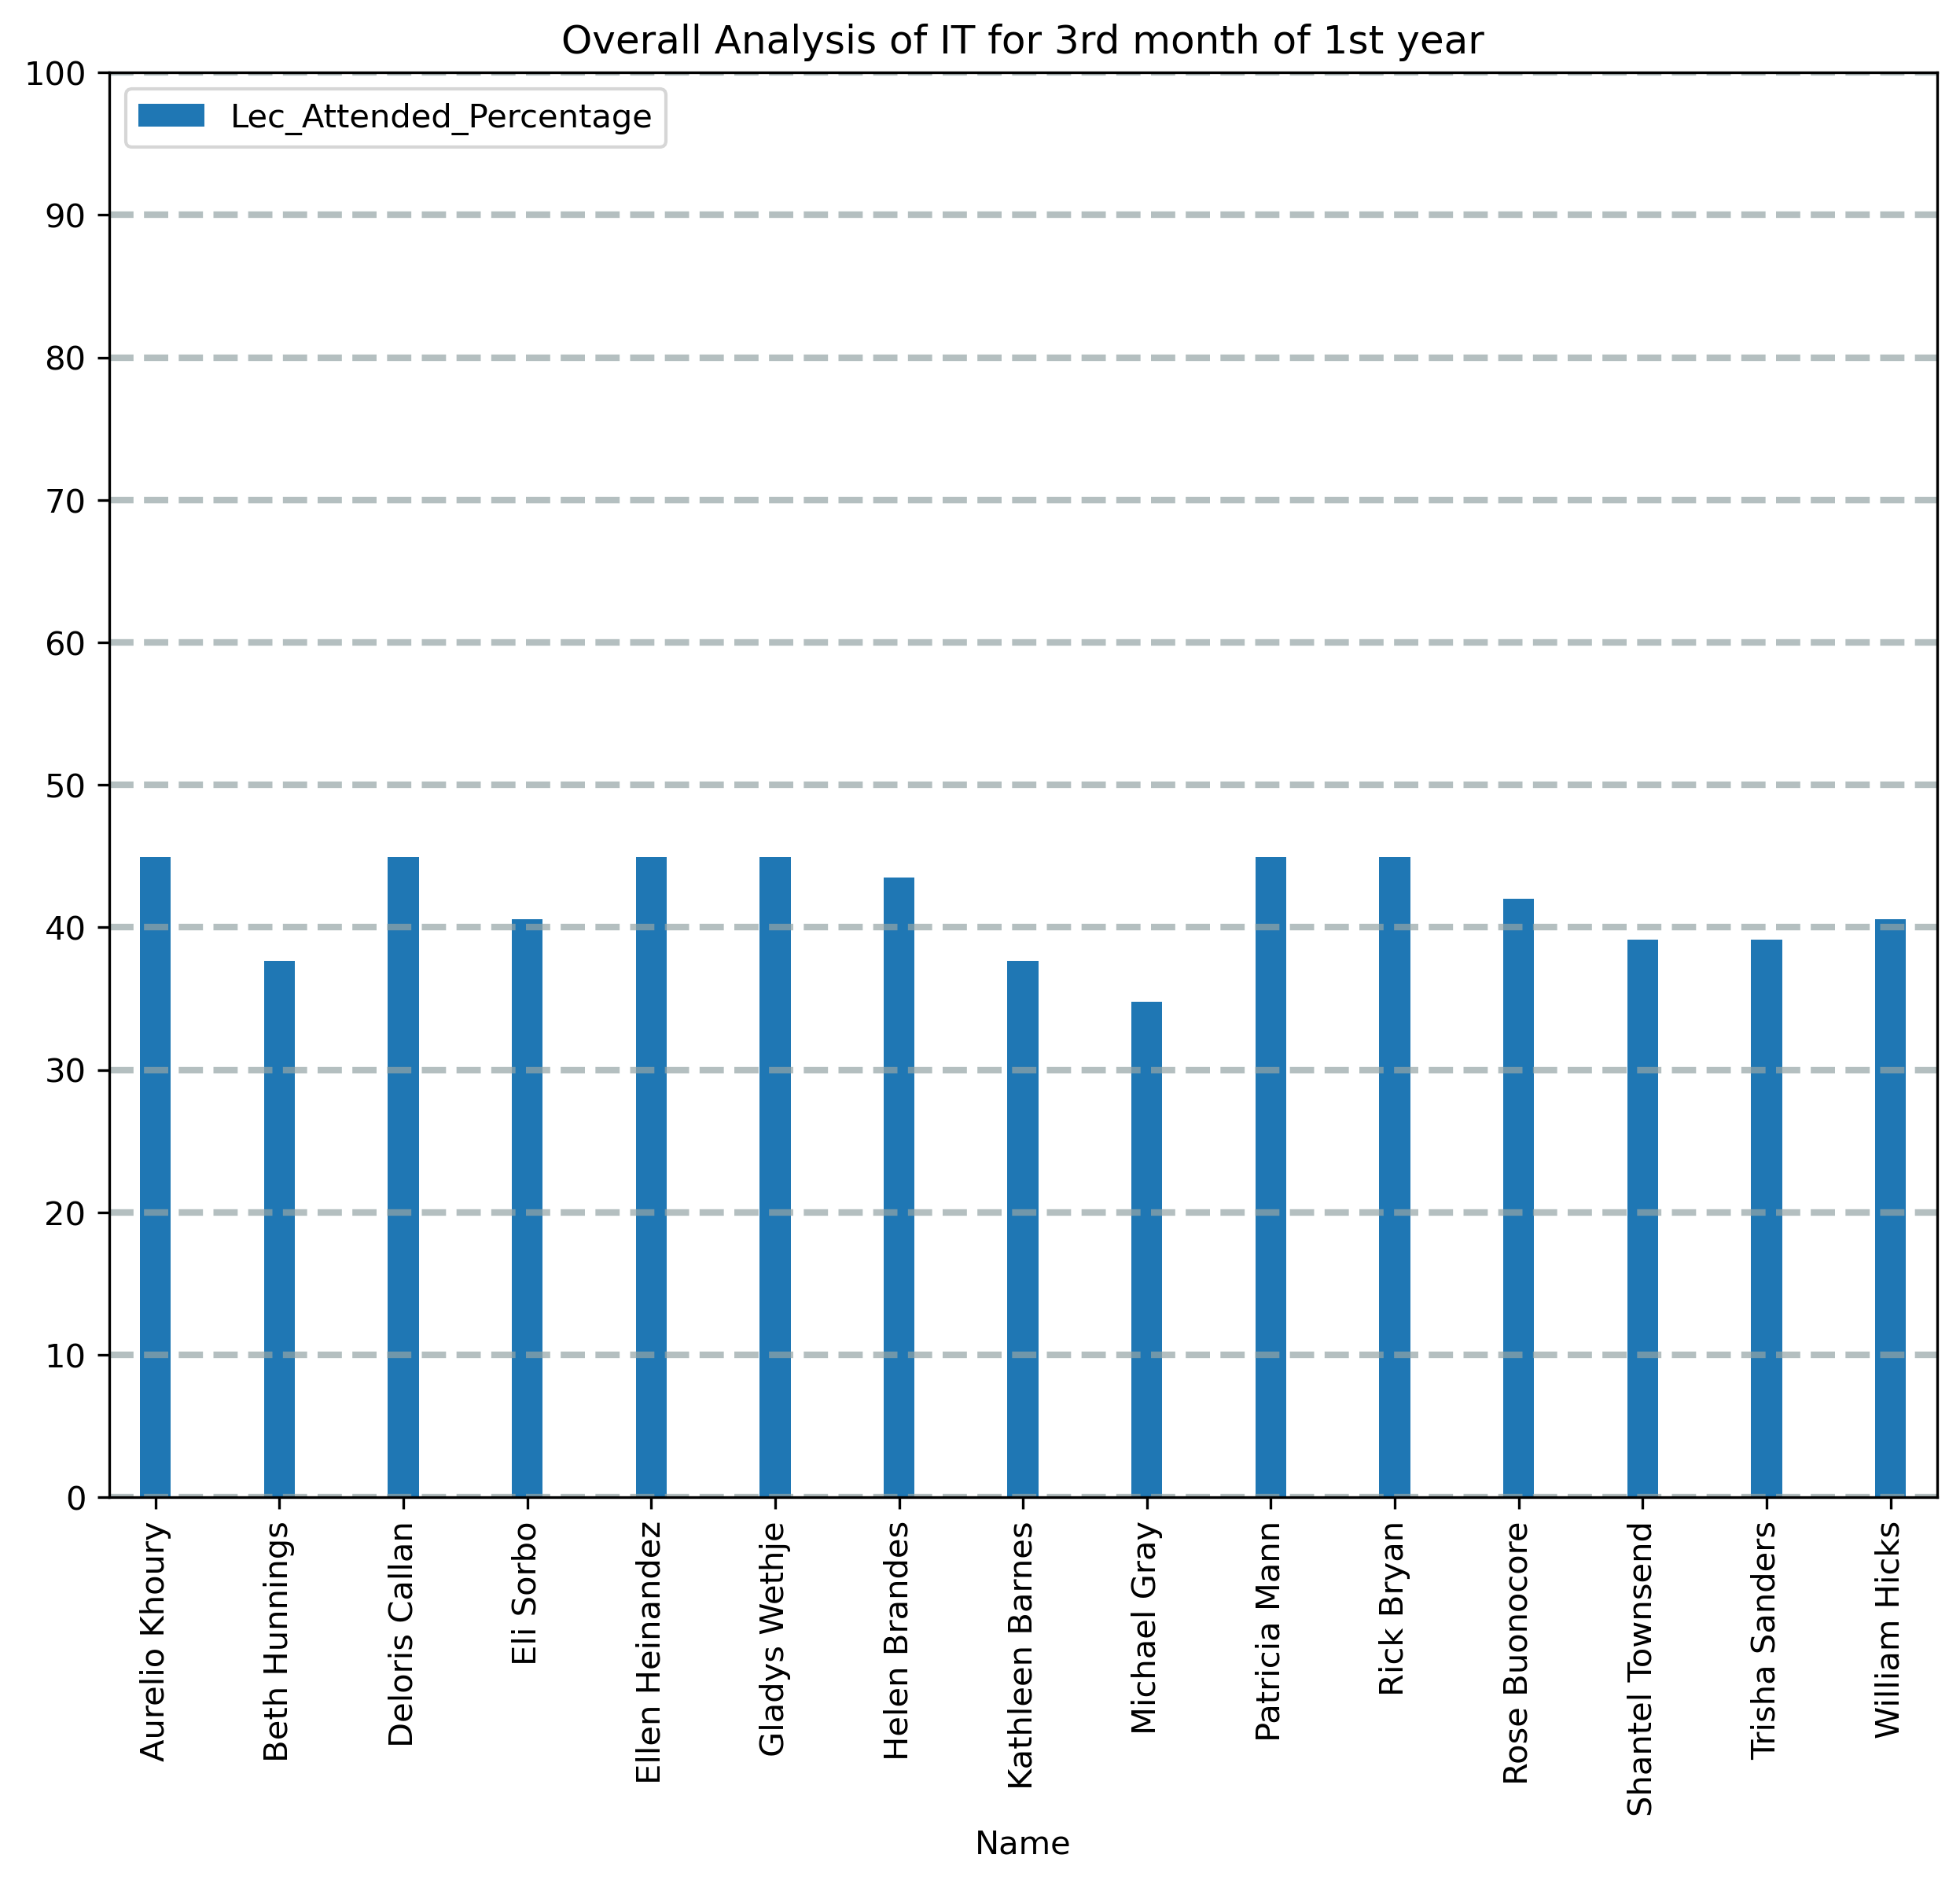 Overall Analysis of IT for 3rd month of 1st year
Lec_Attended_Percentage
100
90
80
70
60
50
40
30
20
10
0
Aurelio Khoury
Beth Hunnings
Deloris Callan
Eli Sorbo
Ellen Heinandez
Gladys Wethje
Helen Brandes
Kathleen Barnes
Michael Gray
Patricia Mann
Rick Bryan
Rose Buonocore
Shantel Townsend
Trisha Sanders
William Hicks
Name